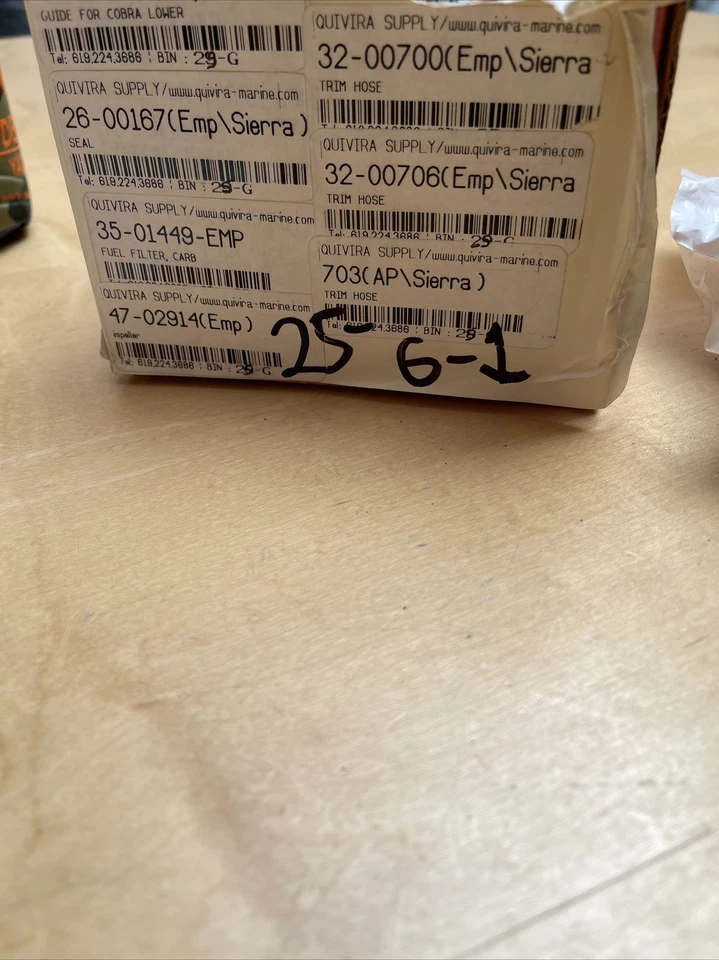 GUIDE FOR COBRA LOWER
Tel: 619.224.3686 : BIN : 29-G
QUIVIRA SUPPLY/www.quivira-marine.com
26-00167(Emp\Sierra)
SEAL
Tel: 619.224.3686 : BIN : 25-G
QUIVIRA SUPPLY/www.quivira-marine.com
35-01449-EMP
FUEL FILTER, CARB
QUIVIRA SUPPLY/www.quivira-marine.com
47-02914(Emp)
impeller
Tel: 619.224.3686 : BIN : 25-G
QUIVIRA SUPPLY/www.quivira-marine.com
32-00700(Emp\Sierra
TRIM HOSE
QUIVIRA SUPPLY/www.quivira-marine.com
32-00706(Emp\Sierra
TRIM HOSE
QUIVIRA SUPPLY/www.quivira-marine.com
703(AP\Sierra)
TRIM HOSE
25 G-1